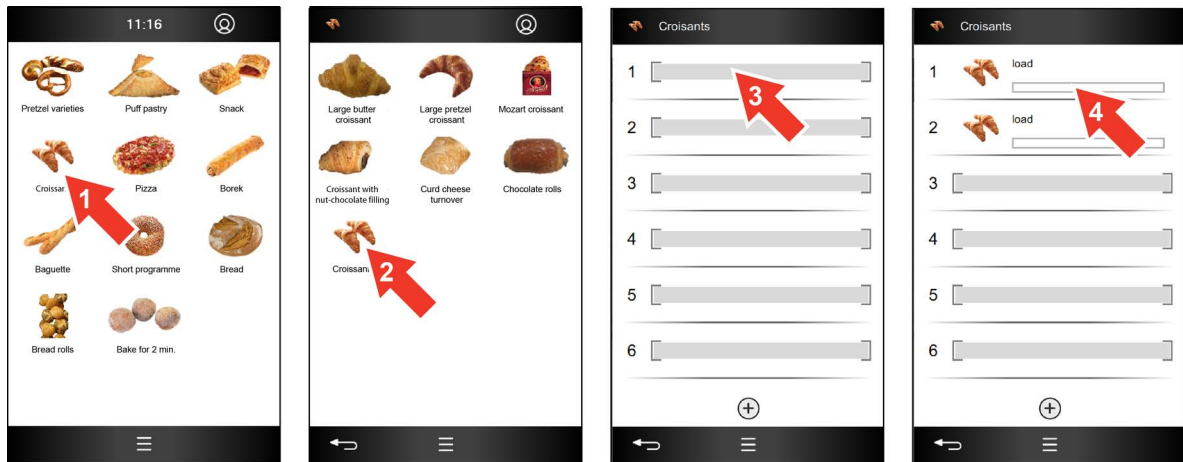 11:16
Pretzel varieties
Puff pastry
Snack
1
Pizza
Borek
Baguette
Short programme
Bread
Bread rolls
Bake for 2 min.
Large butter
croissant
Large pretzel
croissant
Mozart croissant
Croissant with
nut-chocolate filling
Curd cheese
turnover
Chocolate rolls
2
Croisants
1
3
2
3
4
5
6
Croisants
1
load
4
2
load
3
4
5
6